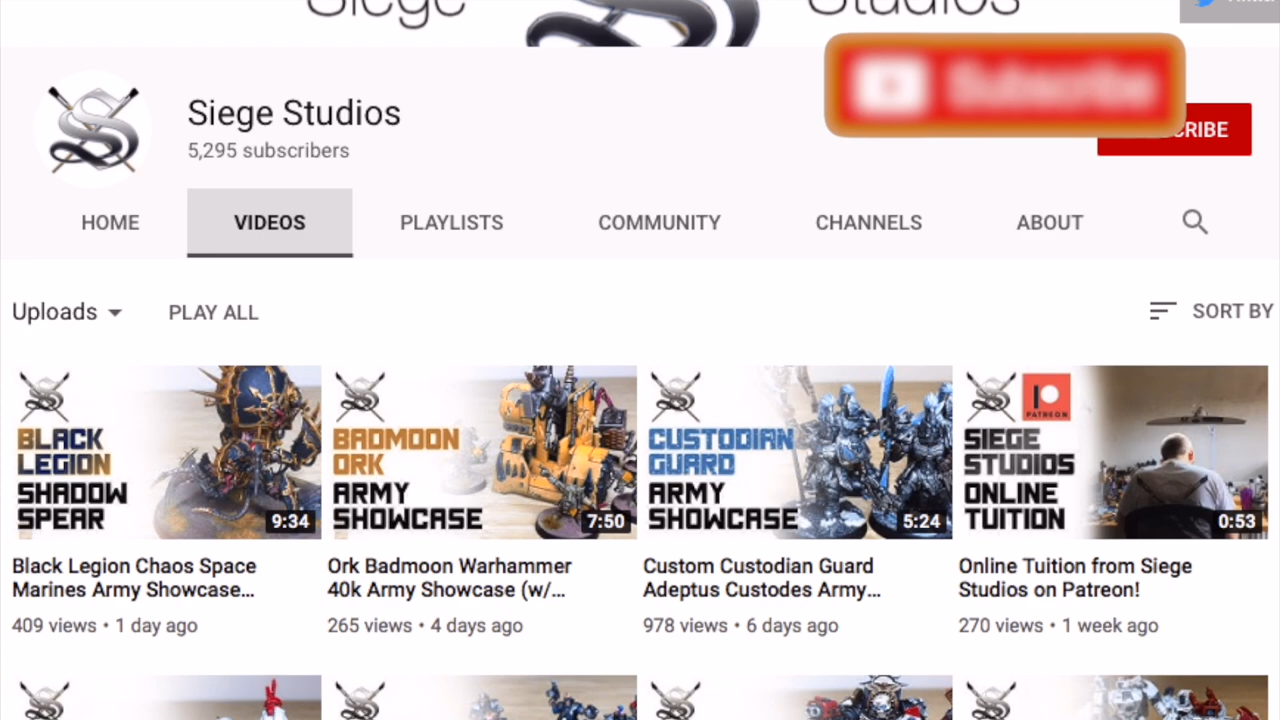 Siege Studios
Siege Studios
5,295 subscribers
Subscribe
CRIBE
HOME
VIDEOS
PLAYLISTS
COMMUNITY
CHANNELS
ABOUT
Uploads
PLAY ALL
SORT BY
BLACK
LEGION
SHADOW
SPEAR
9:34
BADMOON
ORK
ARMY
SHOWCASE
7:50
CUSTODIAN
GUARD
ARMY
SHOWCASE
5:24
PATREON
SIEGE
STUDIOS
ONLINE
TUITION
0:53
Black Legion Chaos Space
Marines Army Showcase...
409 views • 1 day ago
Ork Badmoon Warhammer
40k Army Showcase (w/...
265 views • 4 days ago
Custom Custodian Guard
Adeptus Custodes Army...
978 views • 6 days ago
Online Tuition from Siege
Studios on Patreon!
270 views • 1 week ago